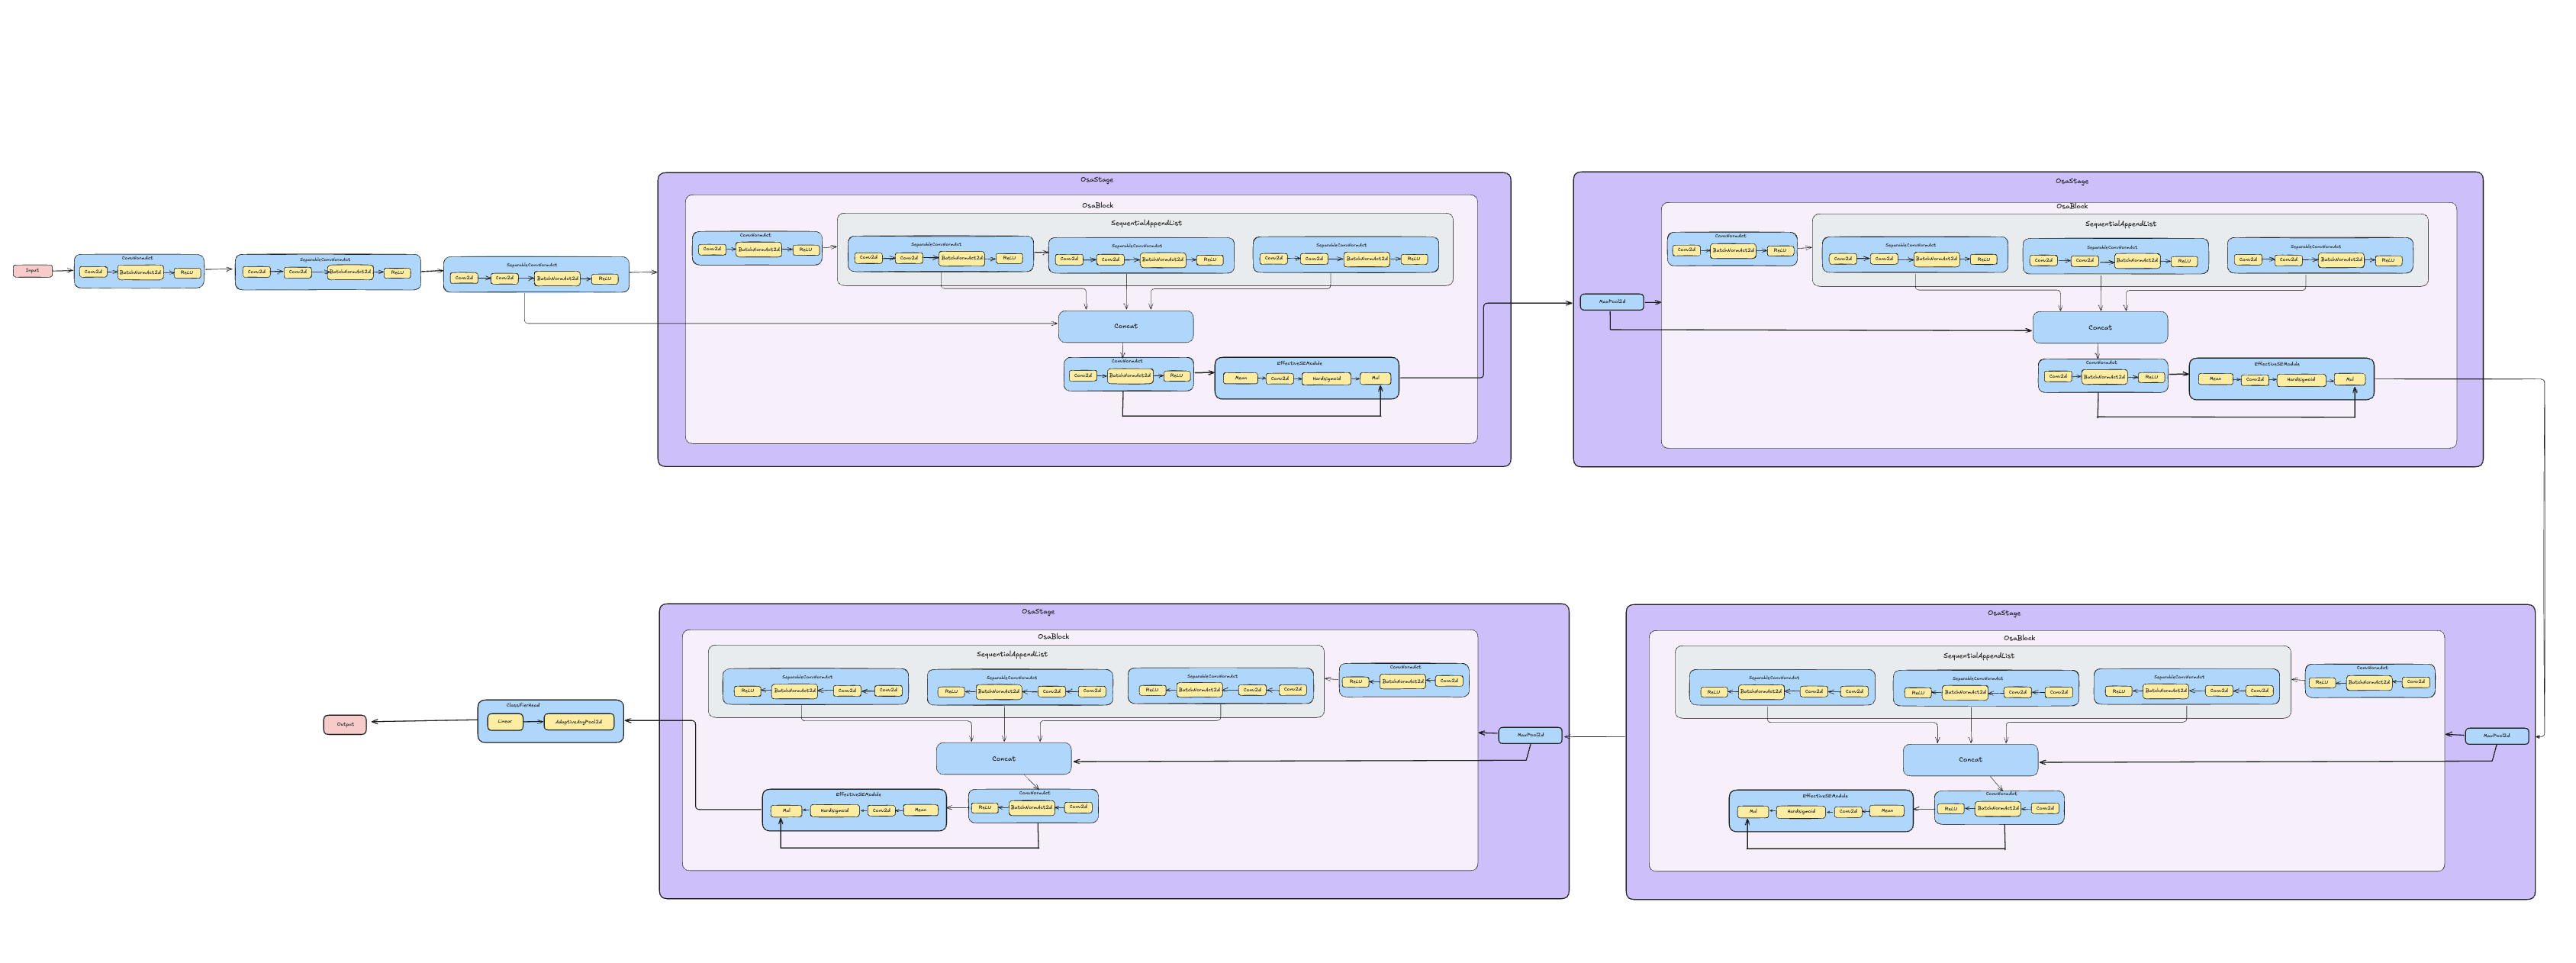 Input
ConvNormAct
Conv2d
BatchNormAct2d
ReLU
SeparableConvNormAct
Conv2d
Conv2d
BatchNormAct2d
ReLU
SeparableConvNormAct
Conv2d
Conv2d
BatchNormAct2d
ReLU
OsaStage
OsaBlock
ConvNormAct
Conv2d
BatchNormAct2d
ReLU
SequentialAppendList
SeparableConvNormAct
Conv2d
Conv2d
BatchNormAct2d
ReLU
SeparableConvNormAct
Conv2d
Conv2d
BatchNormAct2d
ReLU
SeparableConvNormAct
Conv2d
Conv2d
BatchNormAct2d
ReLU
Concat
ConvNormAct
Conv2d
BatchNormAct2d
ReLU
EffectiveSEModule
Mean
Conv2d
Hardsigmoid
Mul
OsaStage
MaxPool2d
OsaBlock
ConvNormAct
Conv2d
BatchNormAct2d
ReLU
SequentialAppendList
SeparableConvNormAct
Conv2d
Conv2d
BatchNormAct2d
ReLU
SeparableConvNormAct
Conv2d
Conv2d
BatchNormAct2d
ReLU
SeparableConvNormAct
Conv2d
Conv2d
BatchNormAct2d
ReLU
Concat
ConvNormAct
Conv2d
BatchNormAct2d
ReLU
EffectiveSEModule
Mean
Conv2d
Hardsigmoid
Mul
OsaStage
MaxPool2d
OsaBlock
ConvNormAct
Conv2d
BatchNormAct2d
ReLU
SequentialAppendList
SeparableConvNormAct
Conv2d
Conv2d
BatchNormAct2d
ReLU
SeparableConvNormAct
Conv2d
Conv2d
BatchNormAct2d
ReLU
SeparableConvNormAct
Conv2d
Conv2d
BatchNormAct2d
ReLU
Concat
ConvNormAct
Conv2d
BatchNormAct2d
ReLU
EffectiveSEModule
Mean
Conv2d
Hardsigmoid
Mul
OsaStage
MaxPool2d
OsaBlock
ConvNormAct
Conv2d
BatchNormAct2d
ReLU
SequentialAppendList
SeparableConvNormAct
Conv2d
Conv2d
BatchNormAct2d
ReLU
SeparableConvNormAct
Conv2d
Conv2d
BatchNormAct2d
ReLU
SeparableConvNormAct
Conv2d
Conv2d
BatchNormAct2d
ReLU
Concat
ConvNormAct
Conv2d
BatchNormAct2d
ReLU
EffectiveSEModule
Mean
Conv2d
Hardsigmoid
Mul
ClassifierHead
Linear
AdaptiveAvgPool2d
Output